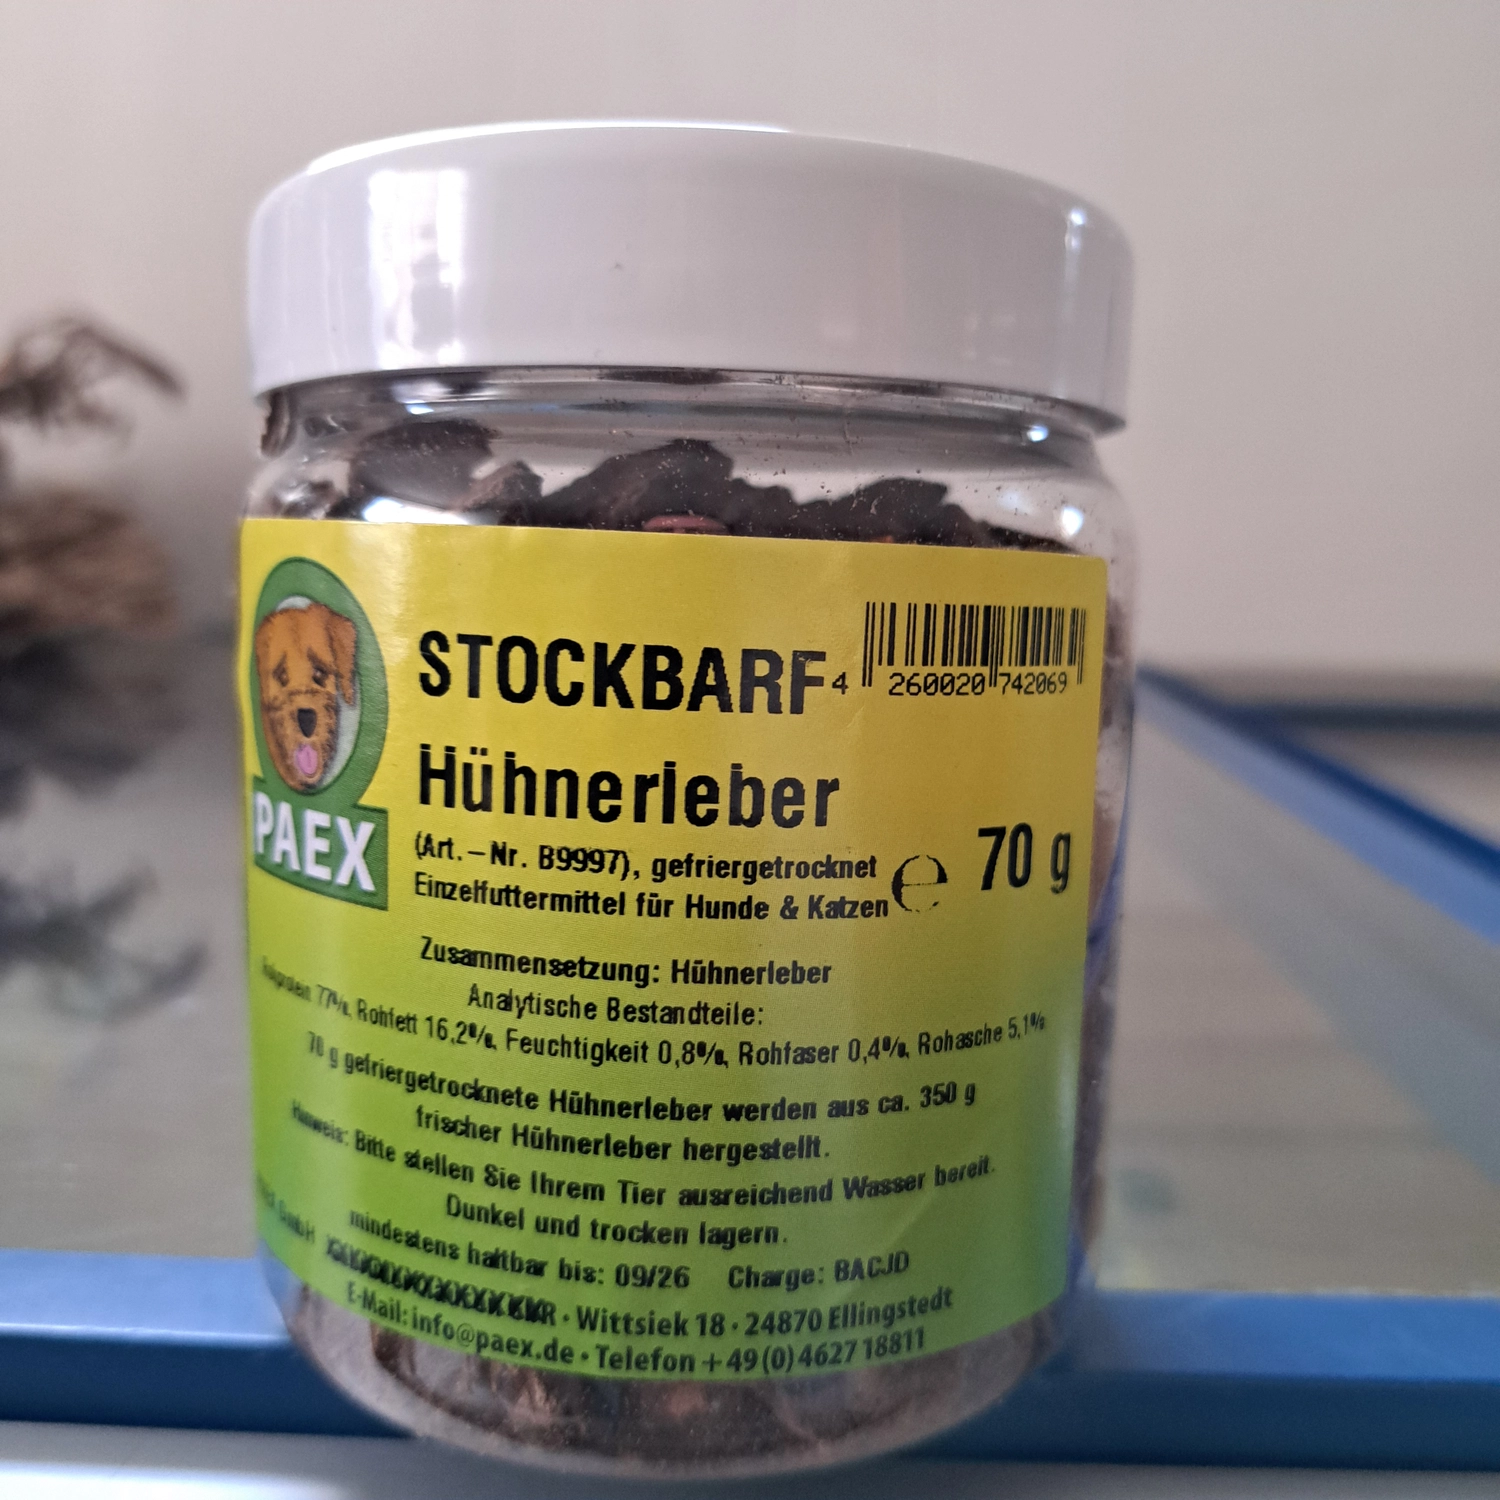 PAEX
STOCKBARF
4 260020 742069
Hühnerleber
(Art.-Nr. B9997), gefriergetrocknet
Einzelfuttermittel für Hunde & Katzen
e 70 g
Zusammensetzung: Hühnerleber
Analytische Bestandteile:
77%, Rohfett 16,2%, Feuchtigkeit 0,8%, Rohfaser 0,4%, Rohasche 5,1%
70 g gefriergetrocknete Hühnerleber werden aus ca. 350 g
frischer Hühnerleber hergestellt.
Hinweis: Bitte stellen Sie Ihrem Tier ausreichend Wasser bereit.
Dunkel und trocken lagern.
mindestens haltbar bis: 09/26 Charge: BACJD
GmbH · Wittsiek 18 · 24870 Ellingstedt
E-Mail: info@paex.de · Telefon +49 (0) 4627 18811